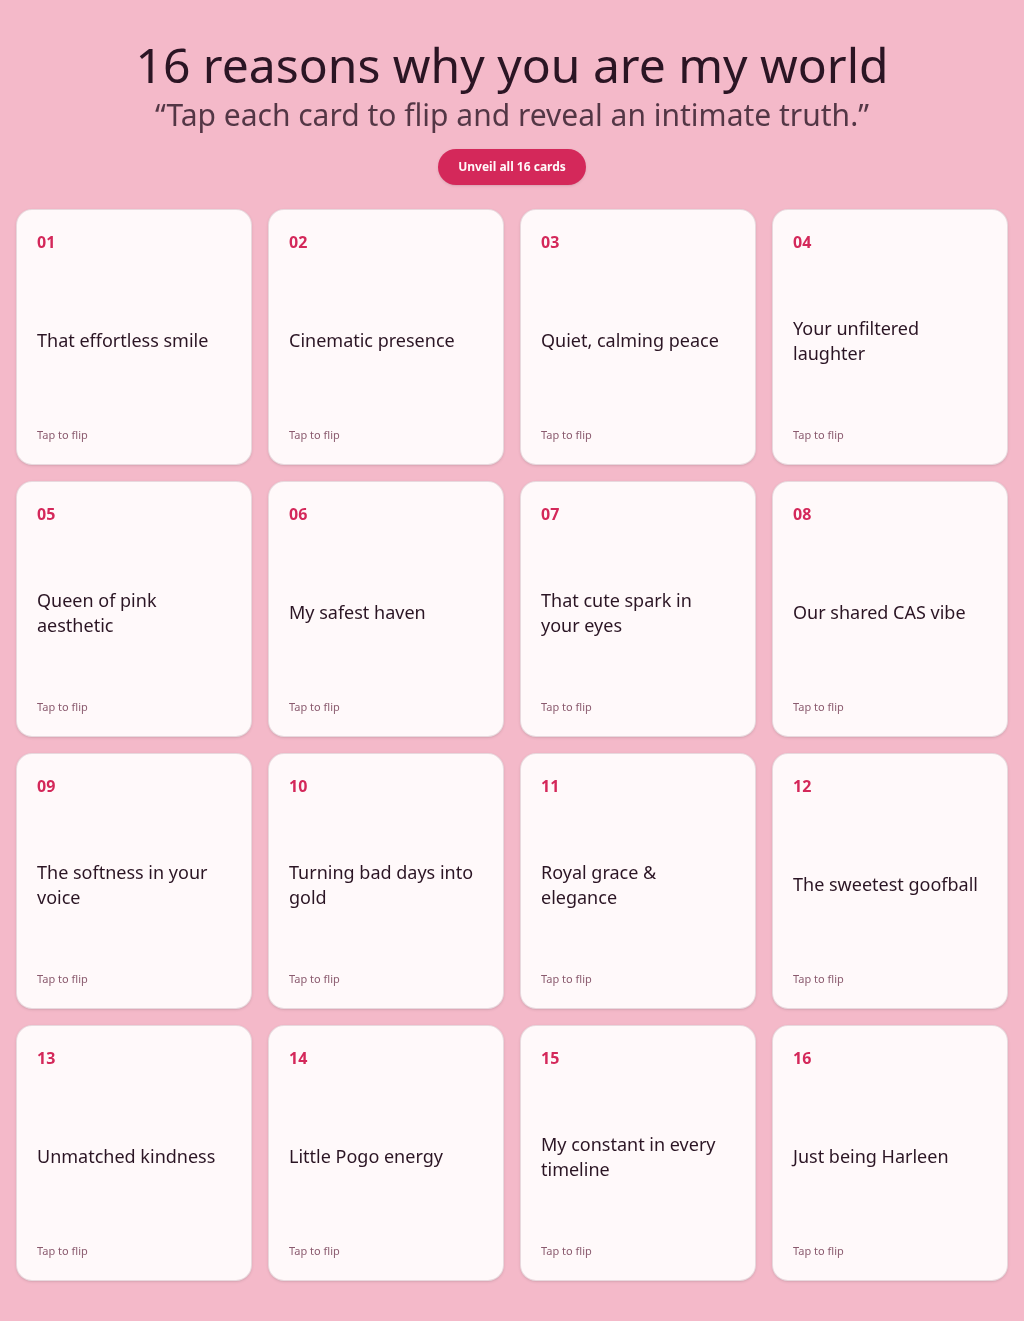 16 reasons why you are my world
“Tap each card to flip and reveal an intimate truth.”
Unveil all 16 cards
01
That effortless smile
Tap to flip
02
Cinematic presence
Tap to flip
03
Quiet, calming peace
Tap to flip
04
Your unfiltered
laughter
Tap to flip
05
Queen of pink
aesthetic
Tap to flip
06
My safest haven
Tap to flip
07
That cute spark in
your eyes
Tap to flip
08
Our shared CAS vibe
Tap to flip
09
The softness in your
voice
Tap to flip
10
Turning bad days into
gold
Tap to flip
11
Royal grace &
elegance
Tap to flip
12
The sweetest goofball
Tap to flip
13
Unmatched kindness
Tap to flip
14
Little Pogo energy
Tap to flip
15
My constant in every
timeline
Tap to flip
16
Just being Harleen
Tap to flip